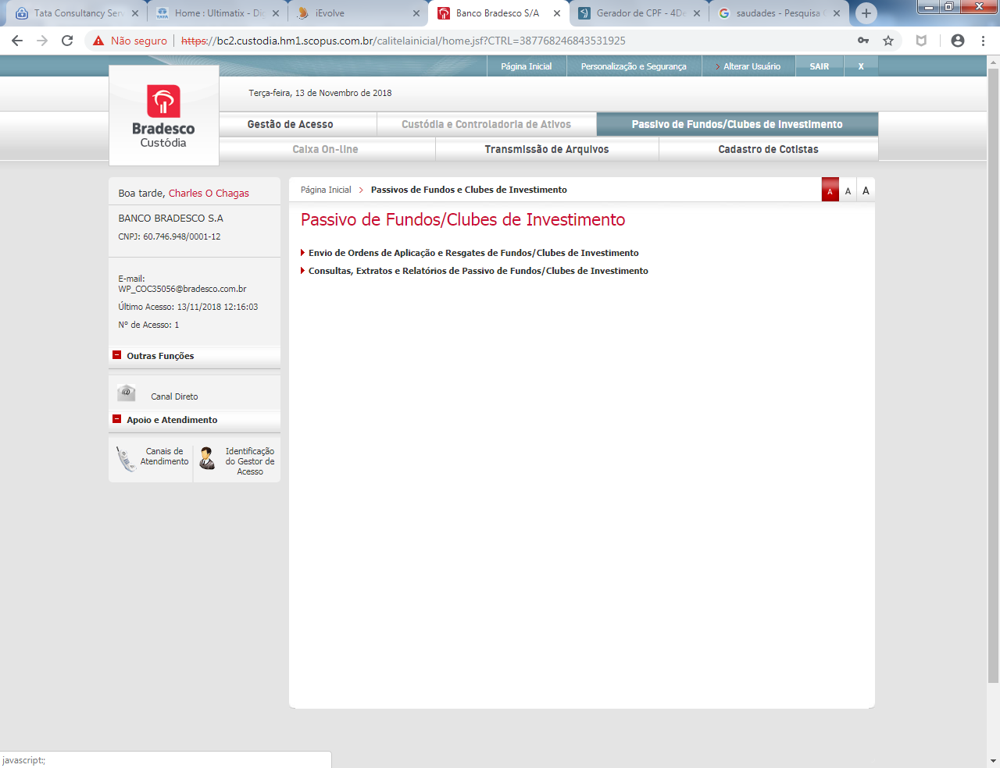 Tata Consultancy Serv
Home : Ultimatix - Dig
iEvolve
Banco Bradesco S/A
Gerador de CPF - 4De
saudades - Pesquisa G
Não seguro
https://bc2.custodia.hm1.scopus.com.br/calitelainicial/home.jsf?CTRL=387768246843531925
Página Inicial
Personalização e Segurança
Alterar Usuário
SAIR
X
Terça-feira, 13 de Novembro de 2018
Bradesco
Custódia
Gestão de Acesso
Custódia e Controladoria de Ativos
Passivo de Fundos/Clubes de Investimento
Caixa On-line
Transmissão de Arquivos
Cadastro de Cotistas
Boa tarde, Charles O Chagas
BANCO BRADESCO S.A
CNPJ: 60.746.948/0001-12
E-mail:
WP_COC35056@bradesco.com.br
Último Acesso: 13/11/2018 12:16:03
Nº de Acesso: 1
Outras Funções
Canal Direto
Apoio e Atendimento
Canais de
Atendimento
Identificação
do Gestor de
Acesso
Página Inicial > Passivos de Fundos e Clubes de Investimento
A A A
Passivo de Fundos/Clubes de Investimento
Envio de Ordens de Aplicação e Resgates de Fundos/Clubes de Investimento
Consultas, Extratos e Relatórios de Passivo de Fundos/Clubes de Investimento
javascript:;